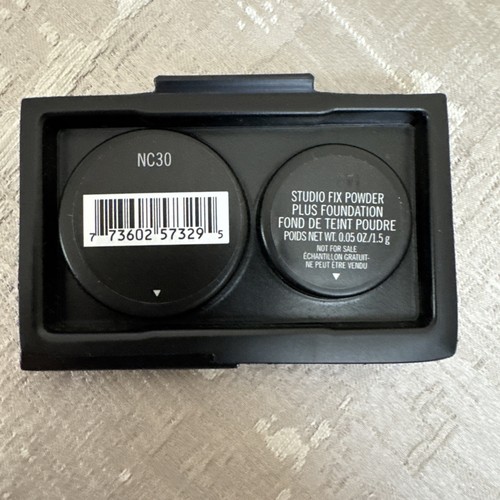 NC30
7 73602 57329 5
STUDIO FIX POWDER
PLUS FOUNDATION
FOND DE TEINT POUDRE
POIDS NET WT. 0.05 OZ/1.5 g
NOT FOR SALE
ÉCHANTILLON GRATUIT-
NE PEUT ÊTRE VENDU